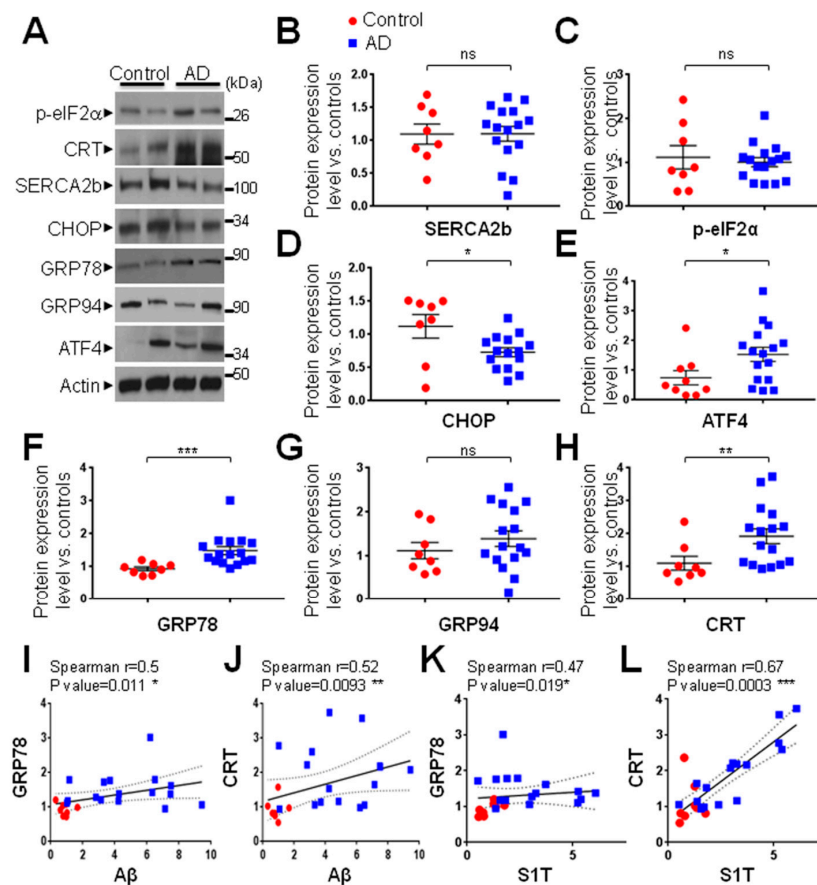 A
Control AD (kDa)
p-eIF2α
26
CRT
50
SERCA2b
100
CHOP
34
GRP78
90
GRP94
90
ATF4
34
50
Actin
Control
AD
B
ns
Protein expression
level vs. controls
2.0
1.5
1.0
0.5
0.0
SERCA2b
C
ns
Protein expression
level vs. controls
3
2
1
0
p-eIF2α
D
*
Protein expression
level vs. controls
2.0
1.5
1.0
0.5
0.0
CHOP
E
*
Protein expression
level vs. controls
4
3
2
1
0
ATF4
F
***
Protein expression
level vs. controls
4
3
2
1
0
GRP78
G
ns
Protein expression
level vs. controls
3
2
1
0
GRP94
H
**
Protein expression
level vs. controls
4
3
2
1
0
CRT
I
Spearman r=0.5
P value=0.011 *
GRP78
4
3
2
1
0
0 2 4 6 8 10
Aβ
J
Spearman r=0.52
P value=0.0093 **
CRT
4
3
2
1
0
0 2 4 6 8 10
Aβ
K
Spearman r=0.47
P value=0.019*
GRP78
4
3
2
1
0
0 5
S1T
L
Spearman r=0.67
P value=0.0003 ***
CRT
4
3
2
1
0
0 5
S1T